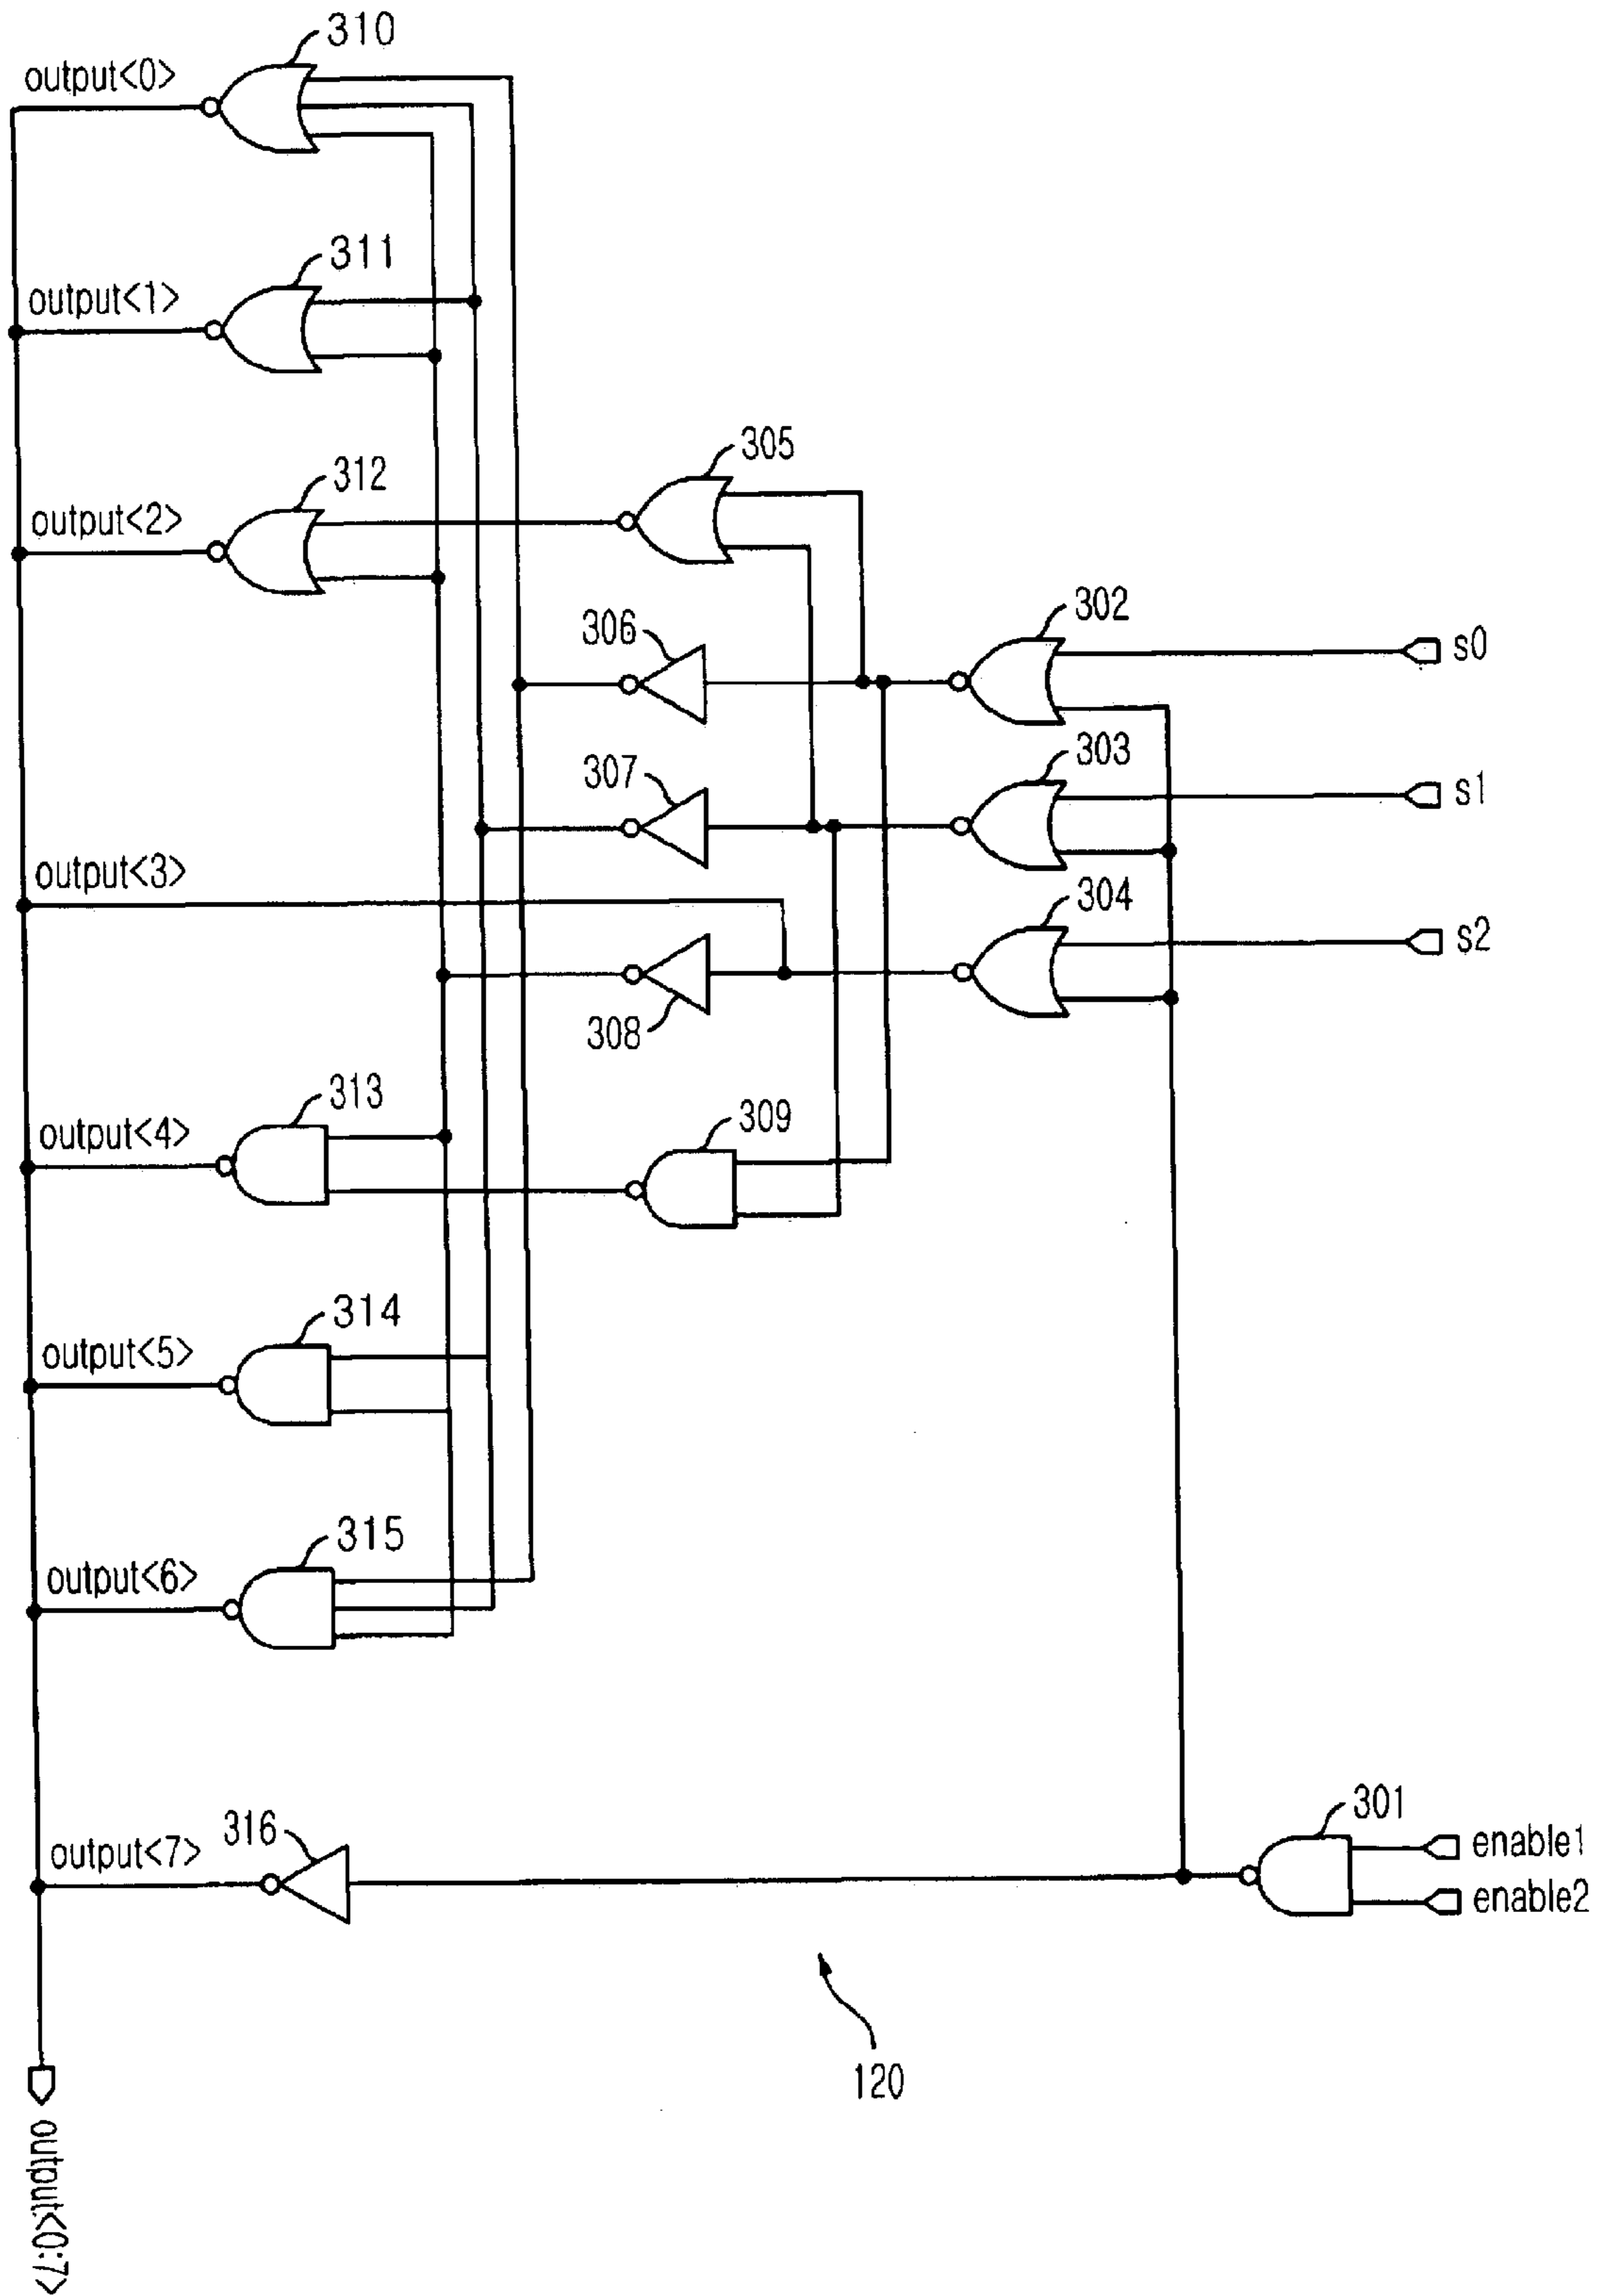 310
output<0>
311
output<1>
305
312
output<2>
302
306
s0
303
307
s1
output<3>
304
s2
308
313
309
output<4>
314
output<5>
315
output<6>
301
316
enable1
output<7>
enable2
120
output<0:7>